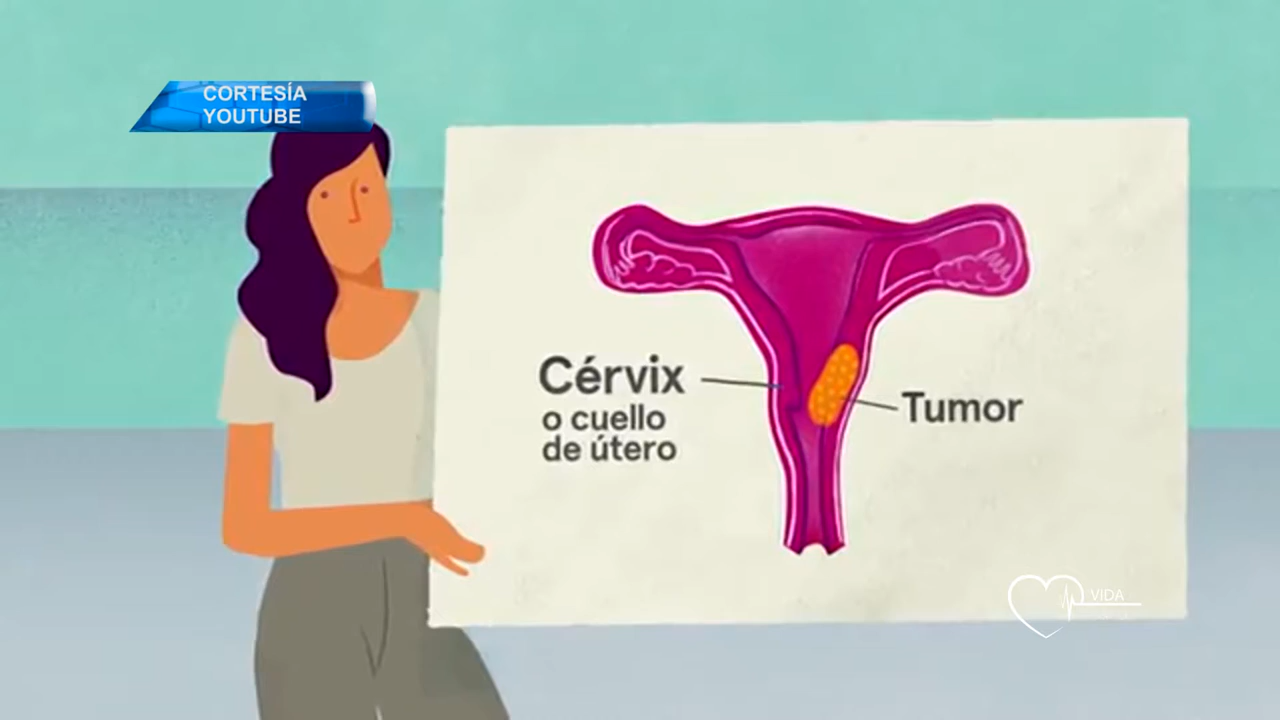 CORTESÍA
YOUTUBE
Cérvix
o cuello
de útero
Tumor
VIDA